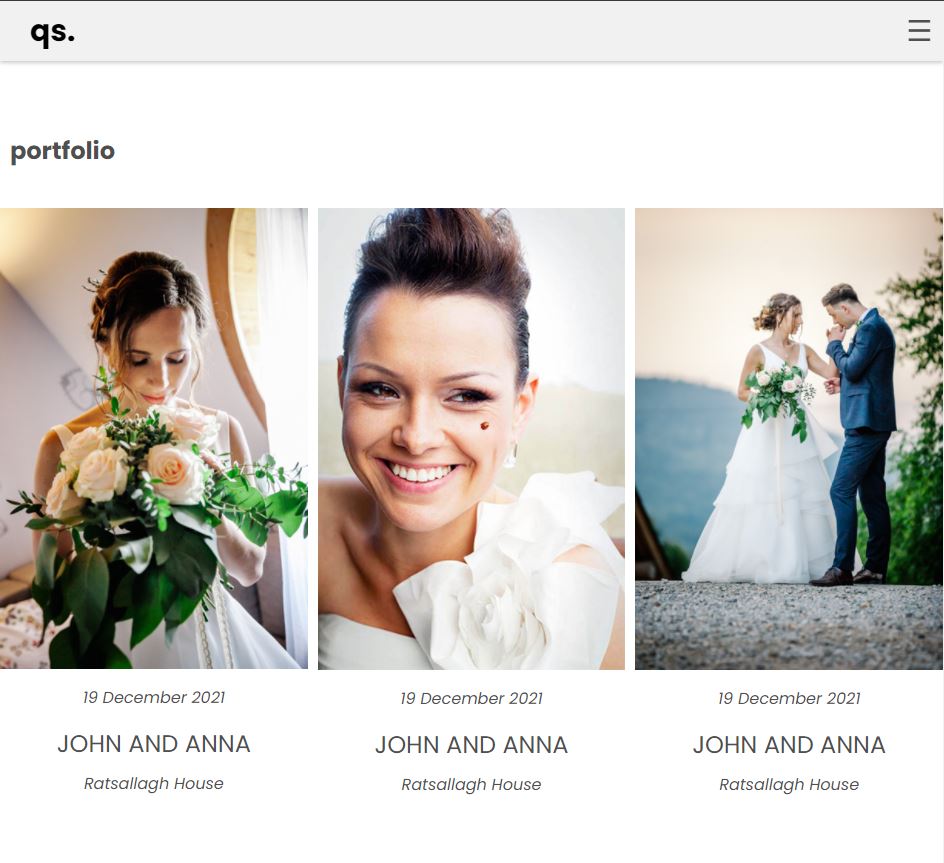 qs.
portfolio
19 December 2021
JOHN AND ANNA
Ratsallagh House
19 December 2021
JOHN AND ANNA
Ratsallagh House
19 December 2021
JOHN AND ANNA
Ratsallagh House